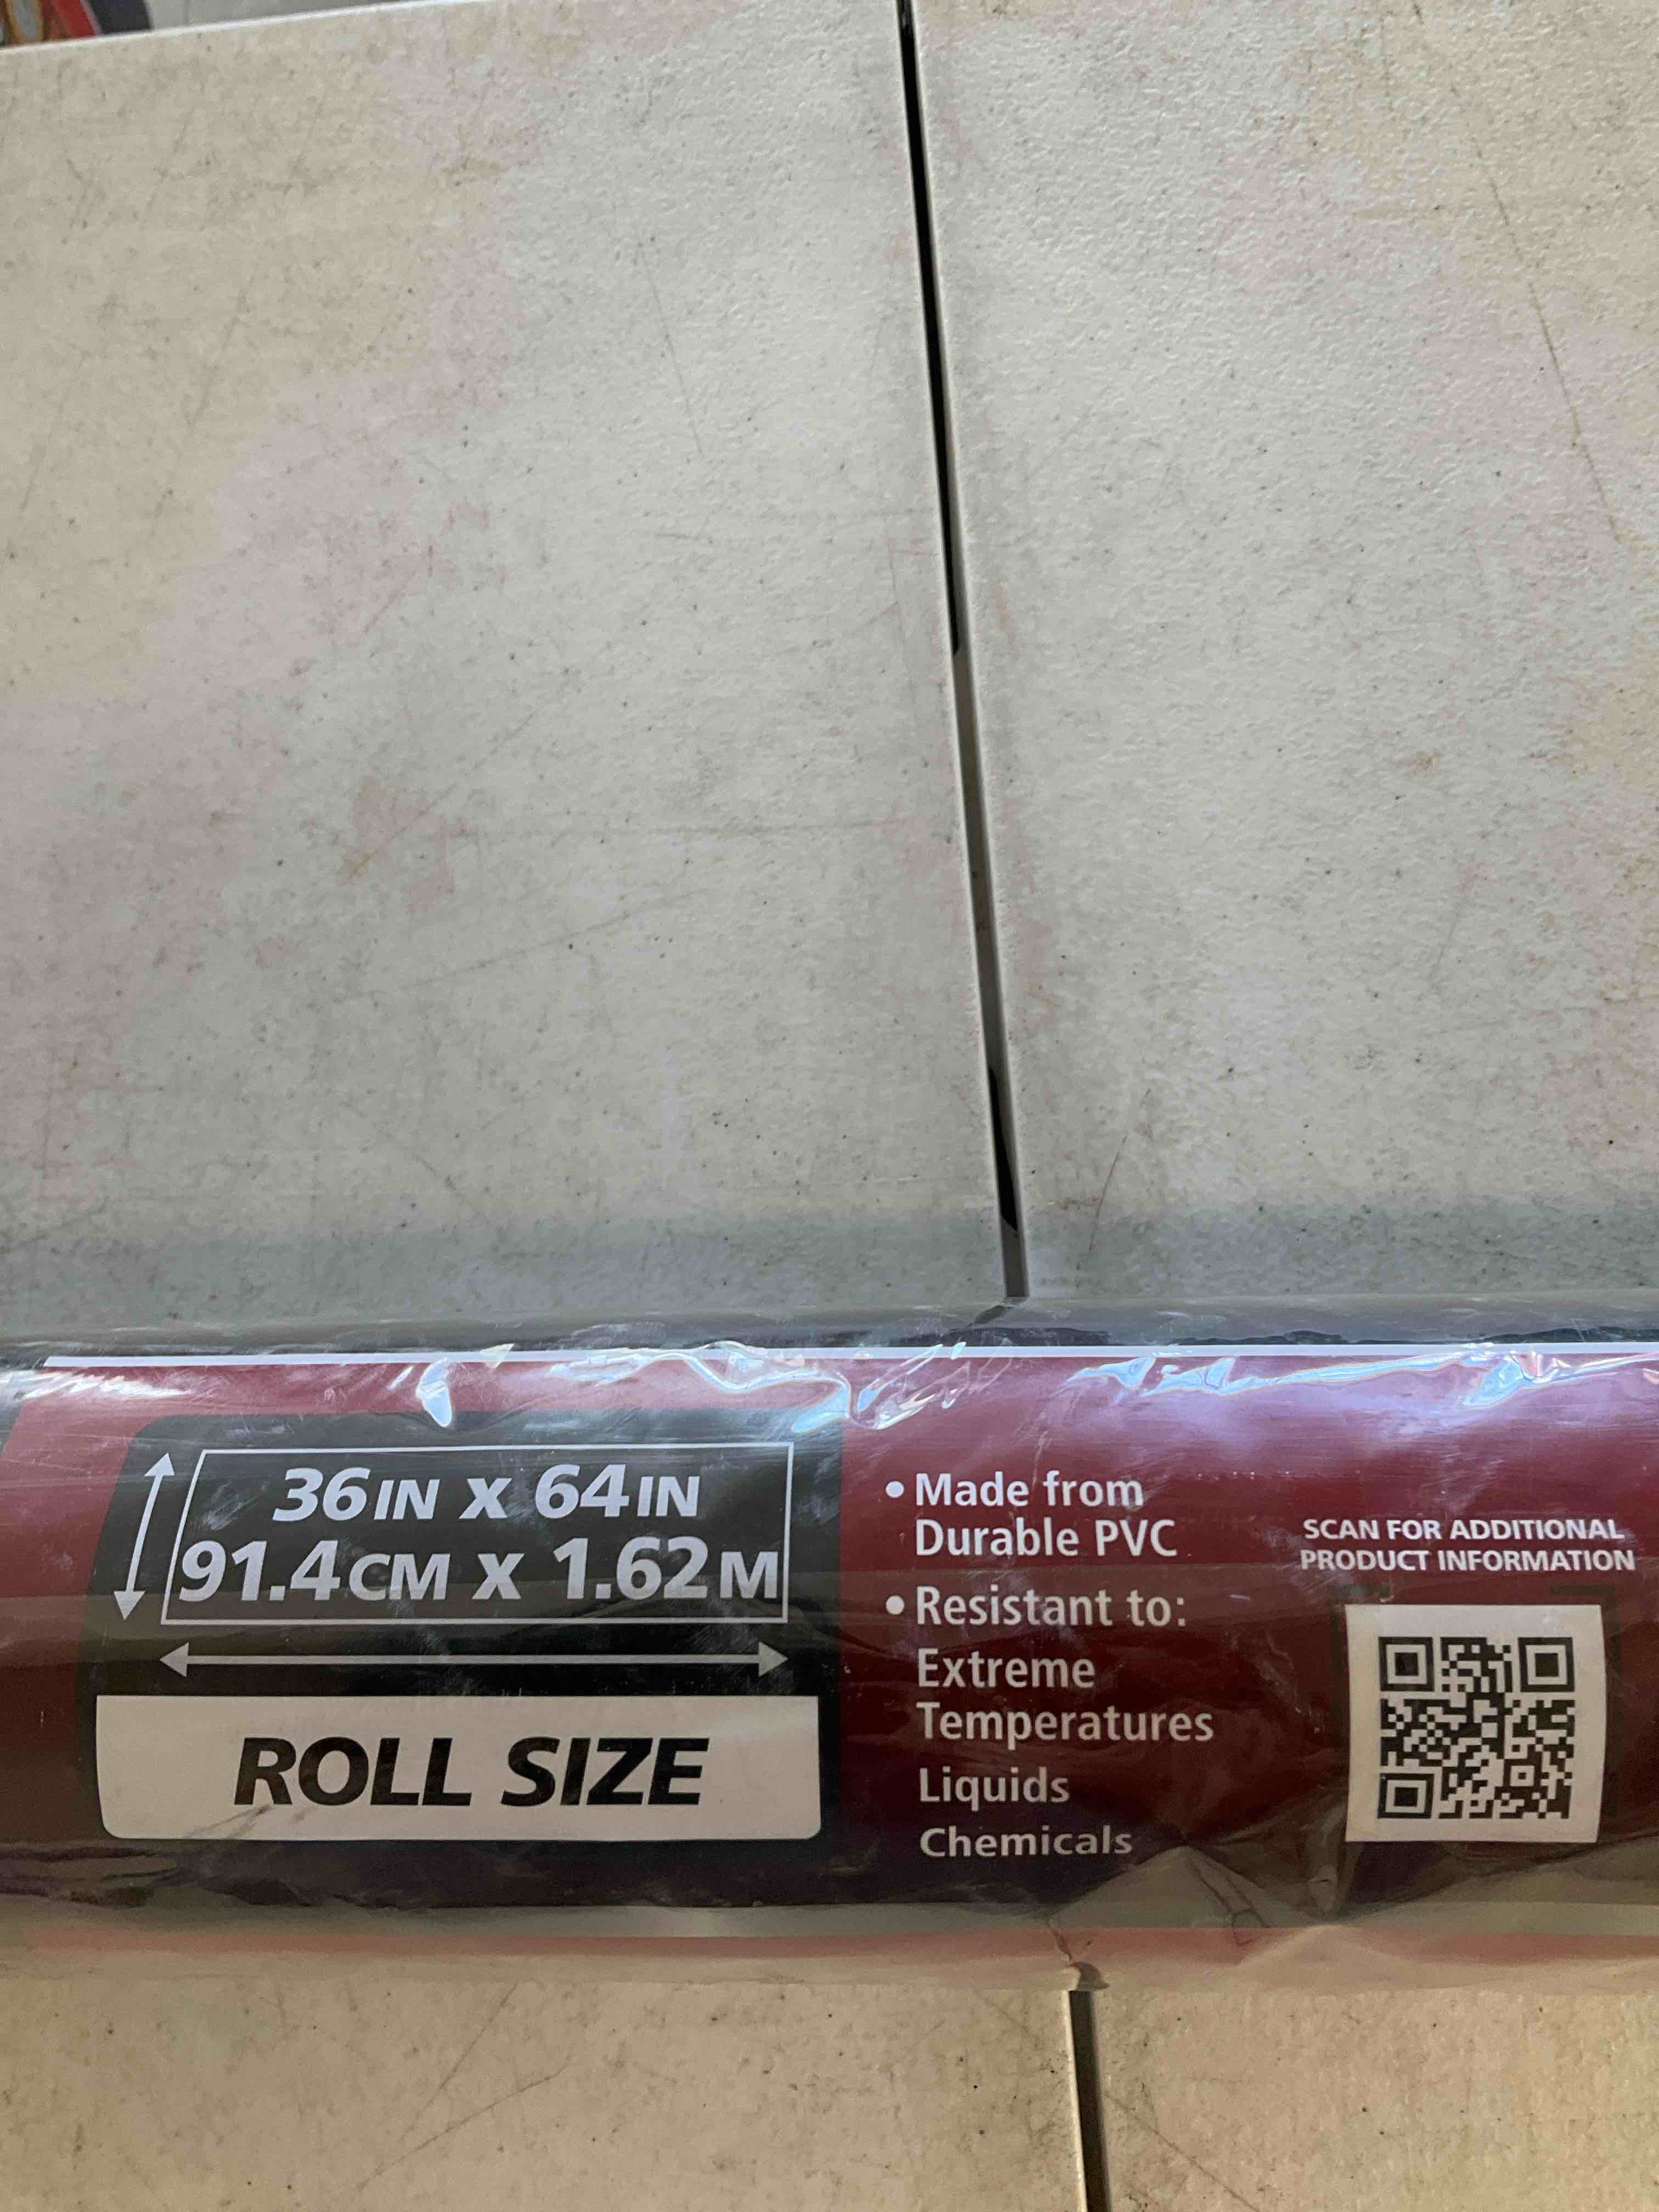 36IN X 64IN
91.4CM X 1.62M
ROLL SIZE
• Made from
Durable PVC
• Resistant to:
Extreme
Temperatures
Liquids
Chemicals
SCAN FOR ADDITIONAL
PRODUCT INFORMATION